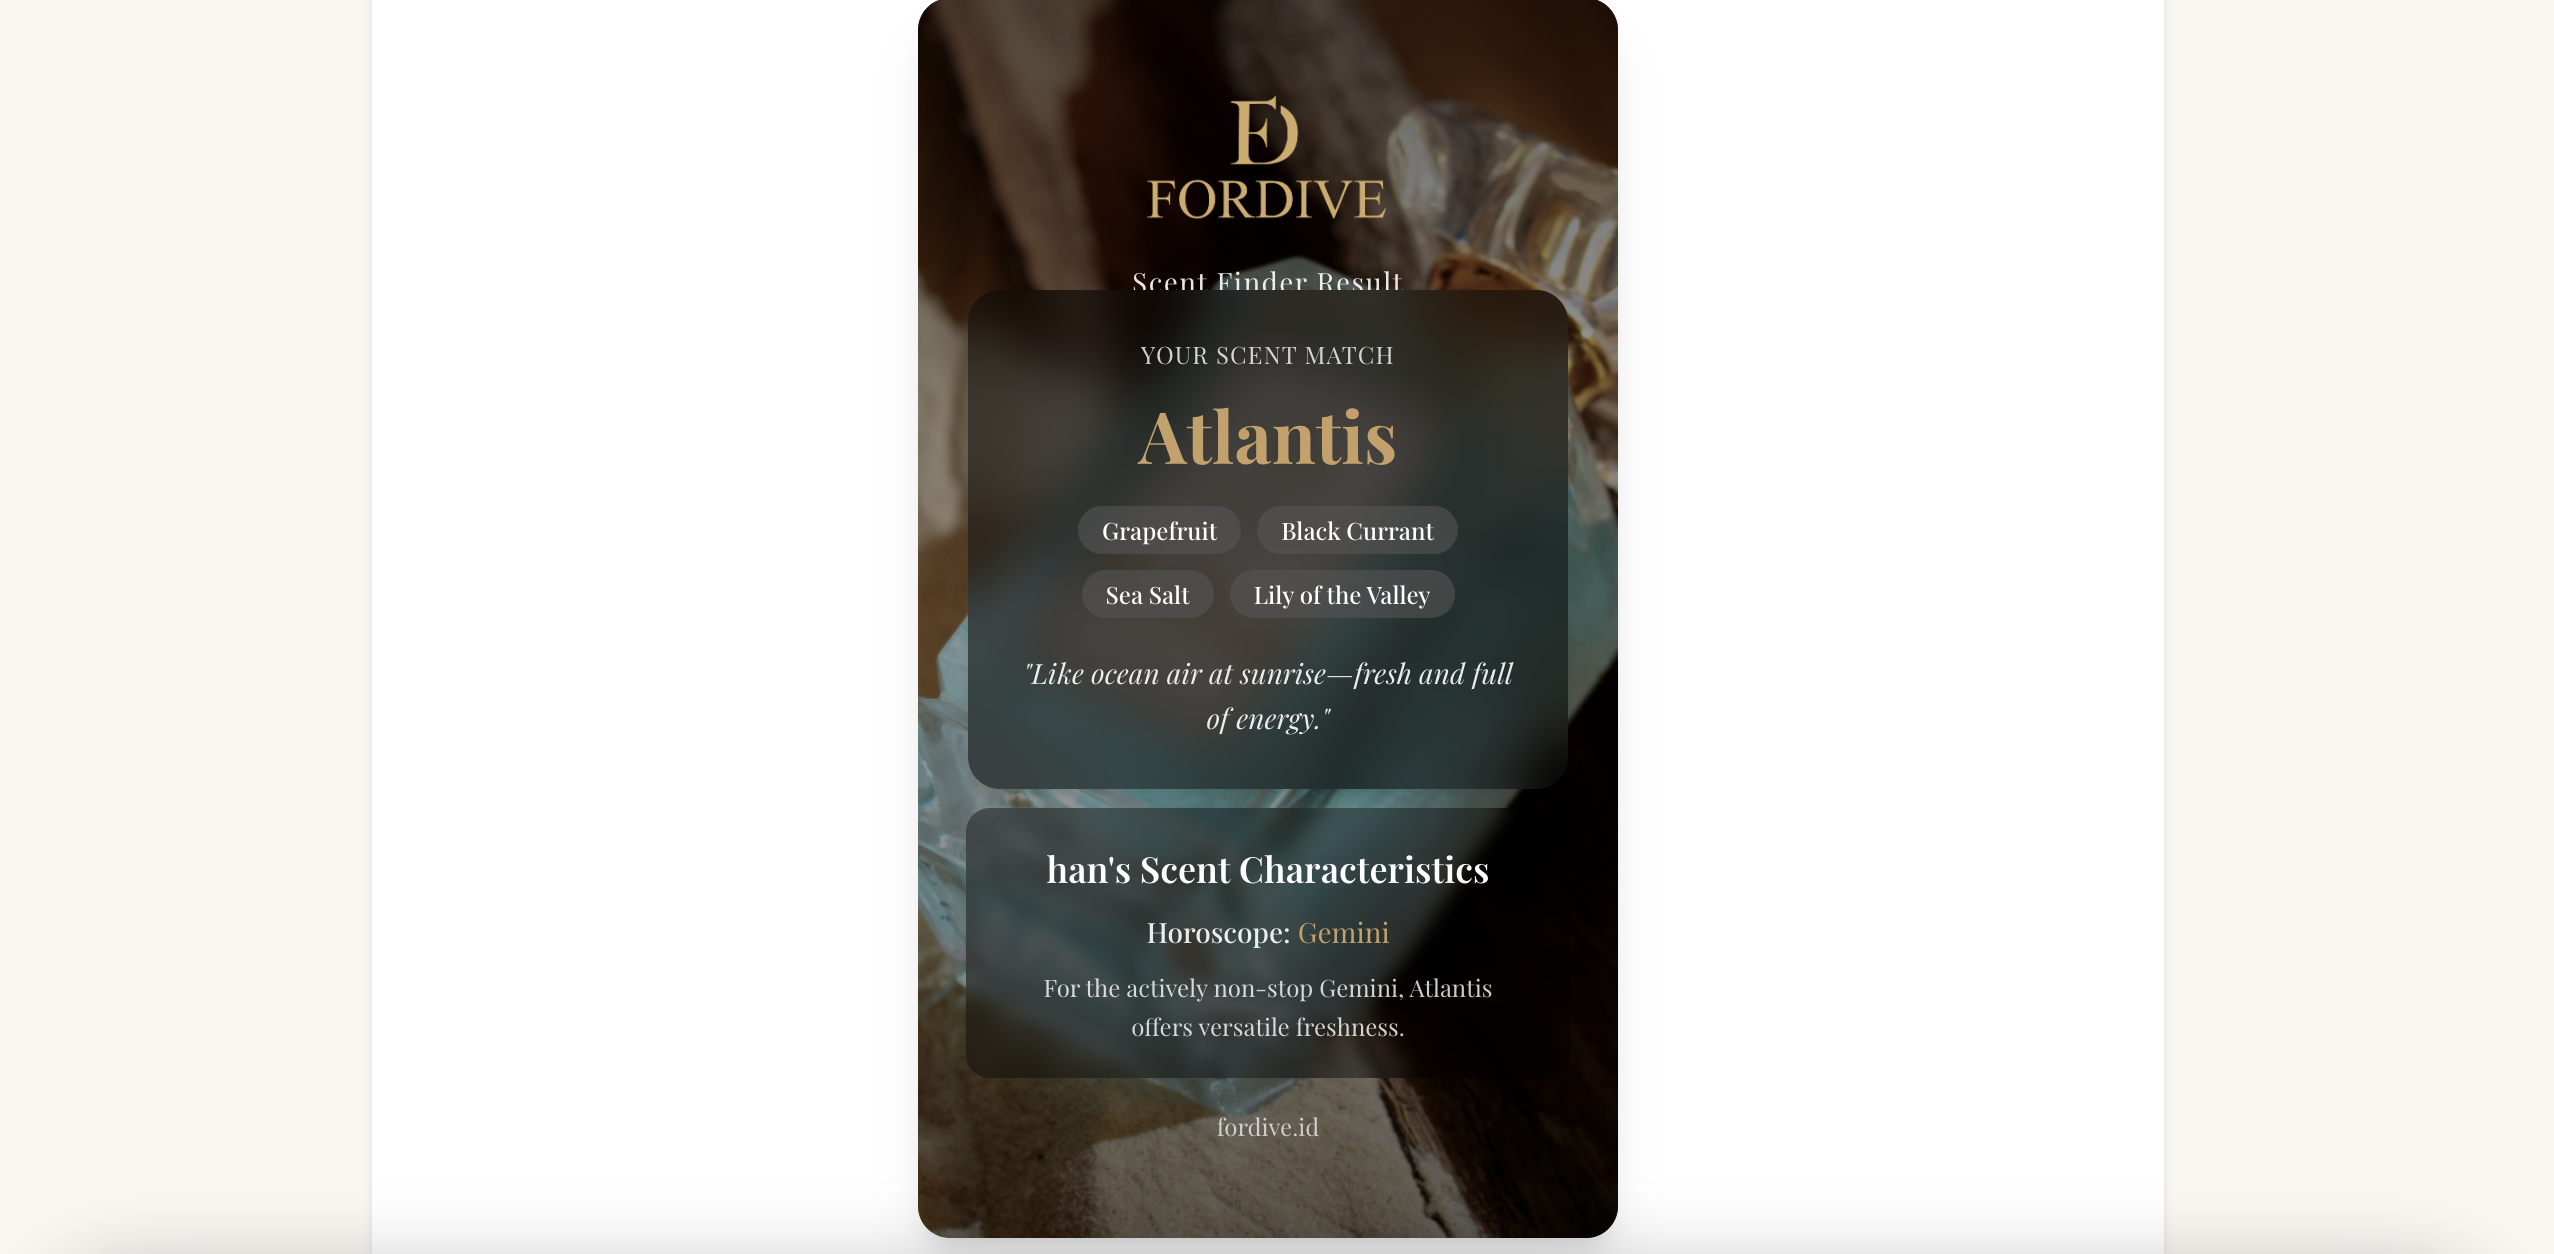 FD
FORDIVE
Scent Finder Result
YOUR SCENT MATCH
Atlantis
Grapefruit Black Currant
Sea Salt Lily of the Valley
"Like ocean air at sunrise—fresh and full
of energy."
han's Scent Characteristics
Horoscope: Gemini
For the actively non-stop Gemini, Atlantis
offers versatile freshness.
fordive.id